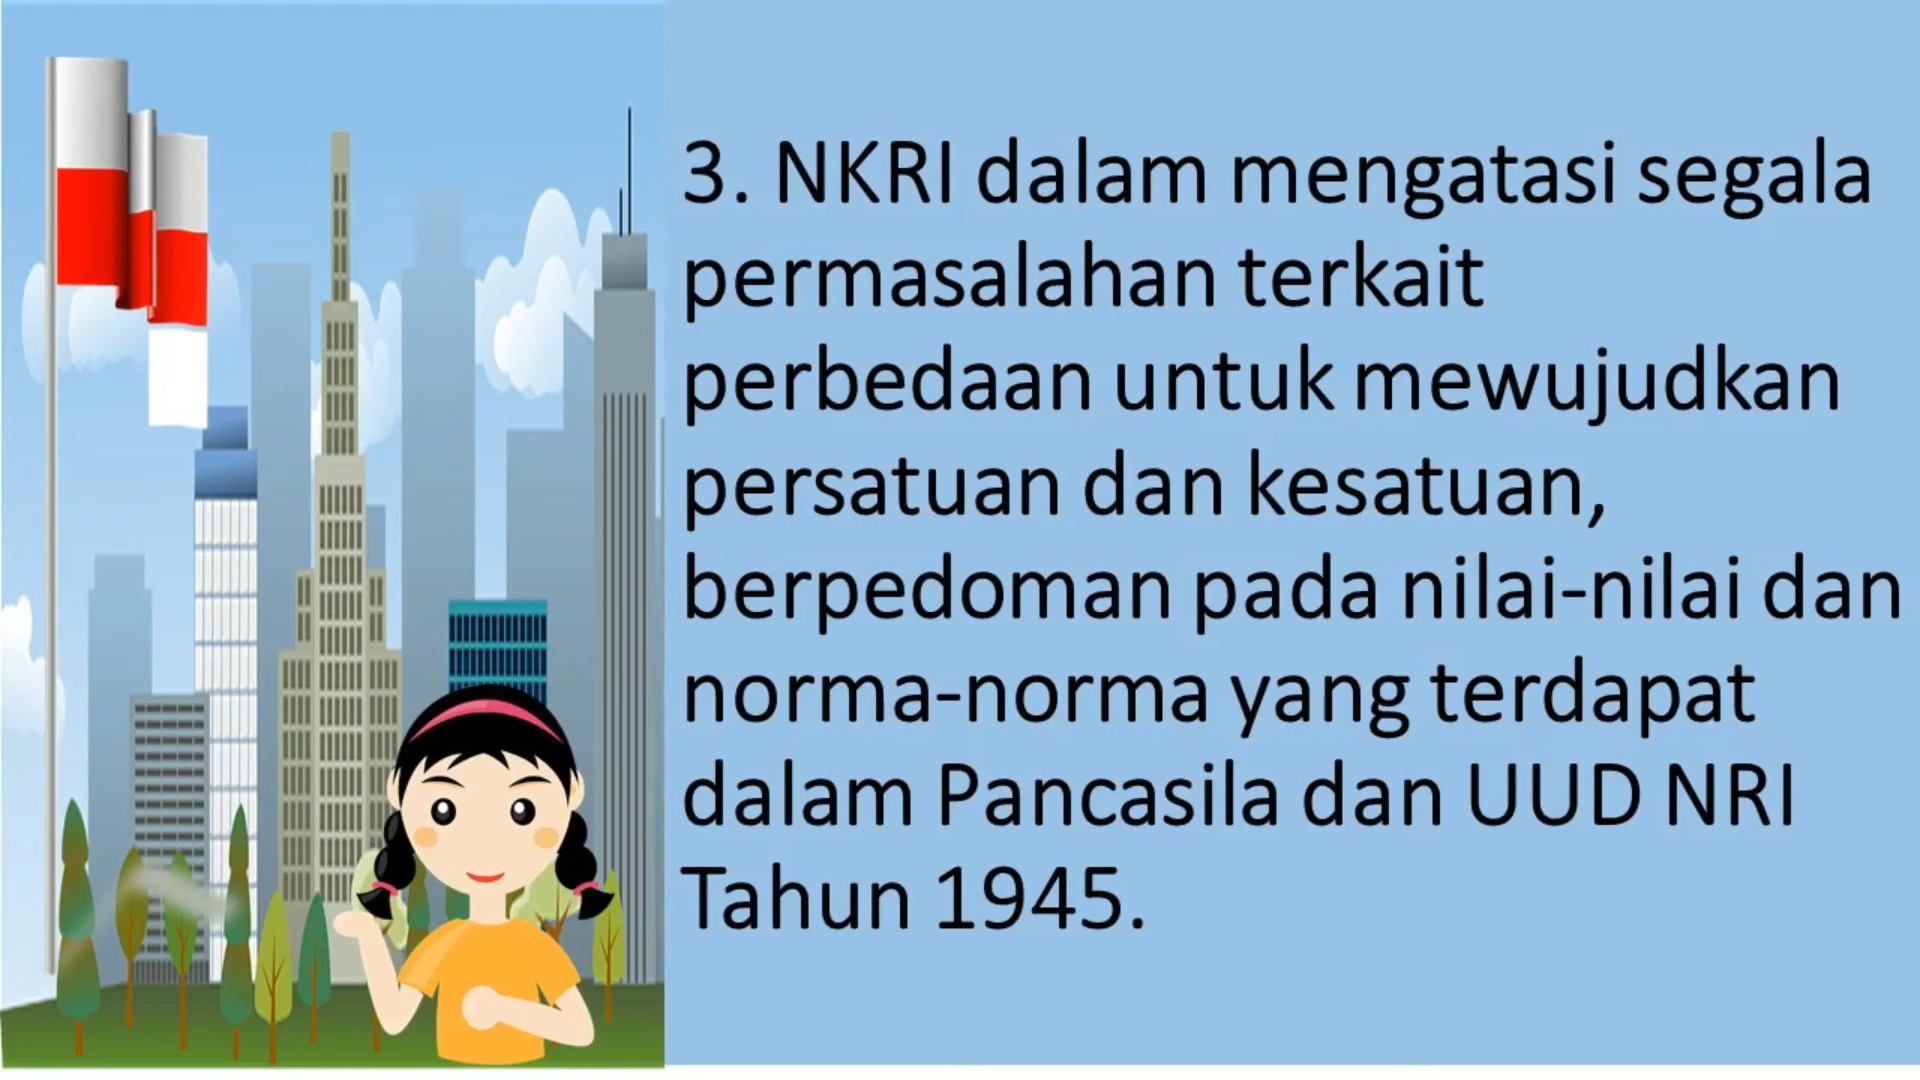 3. NKRI dalam mengatasi segala
permasalahan terkait
perbedaan untuk mewujudkan
persatuan dan kesatuan,
berpedoman pada nilai-nilai dan
norma-norma yang terdapat
dalam Pancasila dan UUD NRI
Tahun 1945.